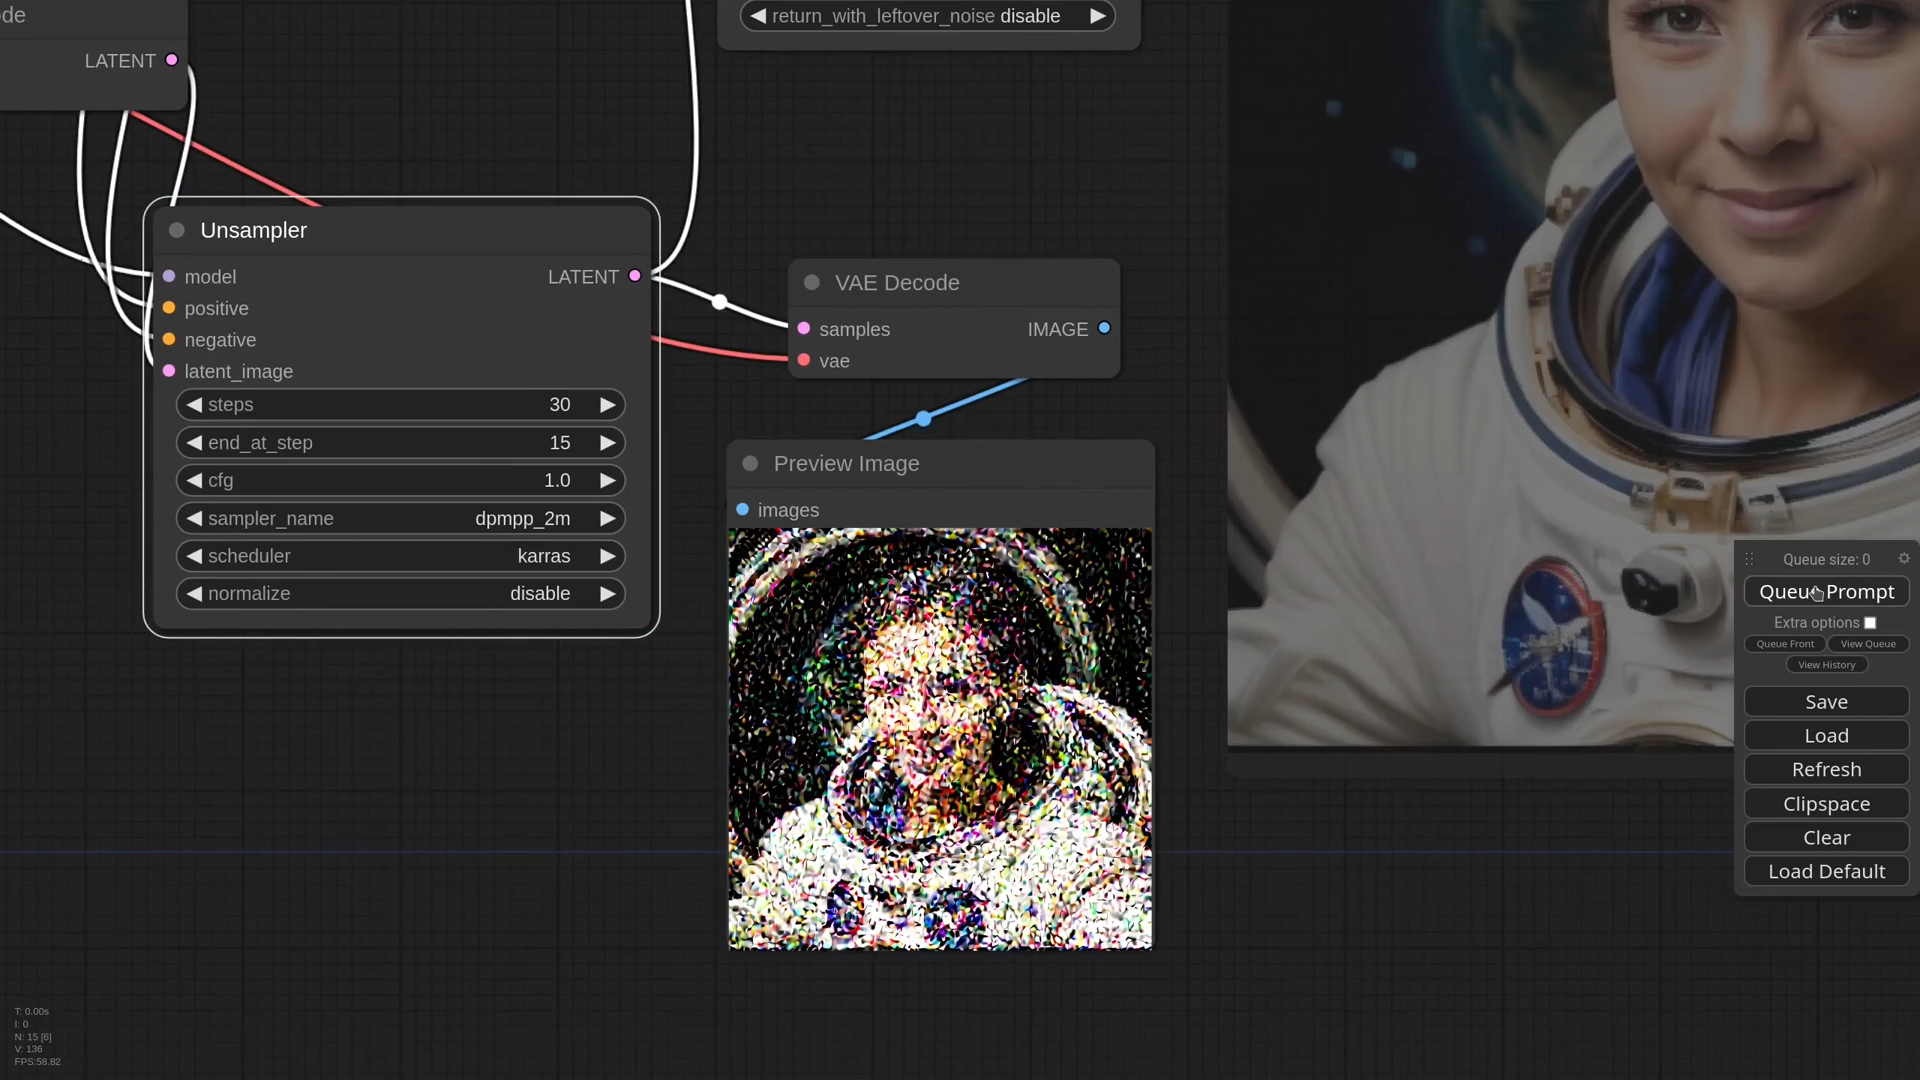 de
LATENT
return_with_leftover_noise disable
Unsampler
model
LATENT
positive
negative
latent_image
steps 30
end_at_step 15
cfg 1.0
sampler_name dpmpp_2m
scheduler karras
normalize disable
VAE Decode
samples
IMAGE
vae
Preview Image
images
Queue size: 0
Queue Prompt
Extra options
Queue Front
View Queue
View History
Save
Load
Refresh
Clipspace
Clear
Load Default
T: 0.00s
I: 0
N: 15 [6]
V: 136
FPS:58.82